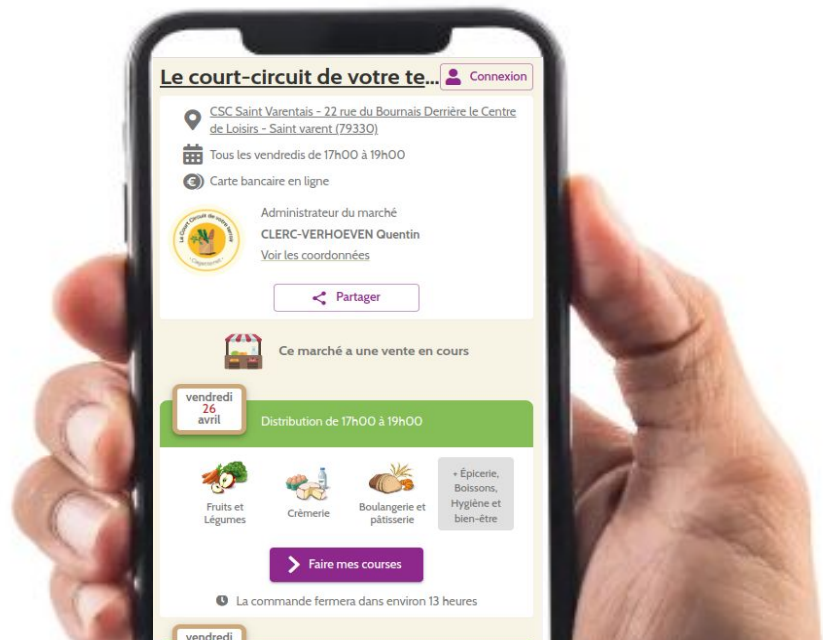 Le court-circuit de votre te...
Connexion
CSC Saint Varentais - 22 rue du Bournais Derrière le Centre
de Loisirs - Saint varent (79330)
Tous les vendredis de 17h00 à 19h00
Carte bancaire en ligne
Administrateur du marché
CLERC-VERHOEVEN Quentin
Voir les coordonnées
Partager
Ce marché a une vente en cours
vendredi
26
avril
Distribution de 17h00 à 19h00
Fruits et
Légumes
Crèmerie
Boulangerie et
pâtisserie
+ Épicerie,
Boissons,
Hygiène et
bien-être
Faire mes courses
La commande fermera dans environ 13 heures
vendredi